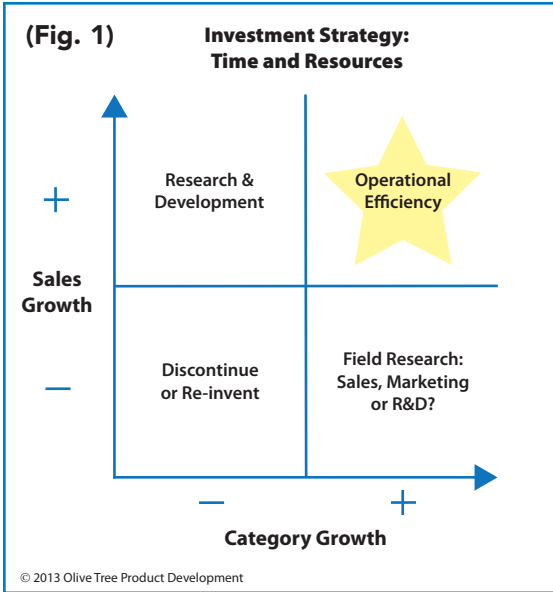 (Fig. 1)
Investment Strategy:
Time and Resources
Research &
Development
Operational
Efficiency
+
Sales
Growth
–
Discontinue
or Re-invent
Field Research:
Sales, Marketing
or R&D?
– +
Category Growth
© 2013 Olive Tree Product Development